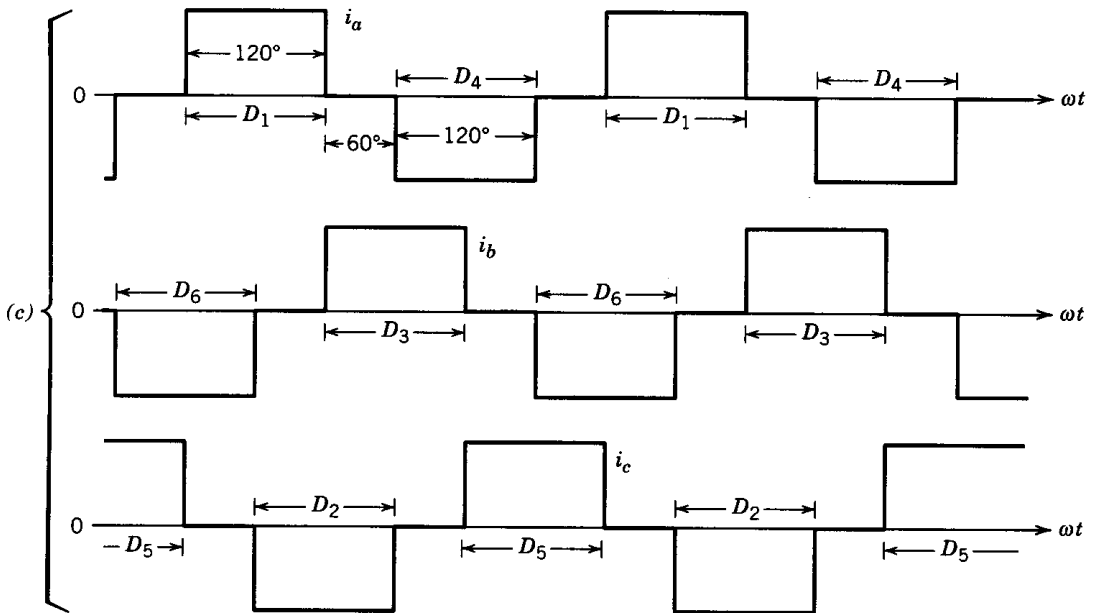 i_a
120°
D_4
D_4
0
ωt
D_1
60°
120°
D_1
i_b
D_6
D_6
(c)
0
ωt
D_3
D_3
i_c
D_2
D_2
0
ωt
D_5
D_5
D_5